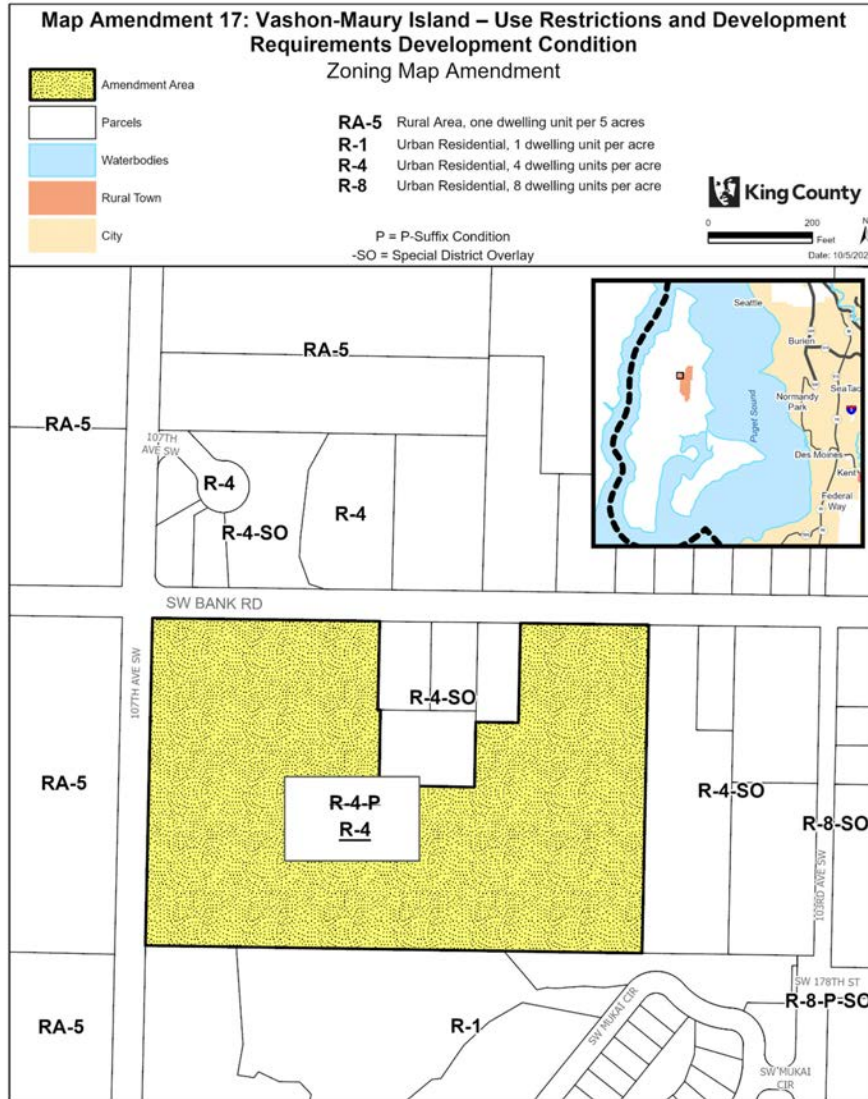 Map Amendment 17: Vashon-Maury Island – Use Restrictions and Development
Requirements Development Condition
Zoning Map Amendment
Amendment Area
Parcels
Waterbodies
Rural Town
City
RA-5 Rural Area, one dwelling unit per 5 acres
R-1 Urban Residential, 1 dwelling unit per acre
R-4 Urban Residential, 4 dwelling units per acre
R-8 Urban Residential, 8 dwelling units per acre
P = P-Suffix Condition
-SO = Special District Overlay
King County
0 200
Feet
N
Seattle
Burien
SeaTac
Normandy
Park
Puget Sound
Des Moines
Kent
Federal
Way
RA-5
RA-5
107TH
AVE SW
R-4
R-4-SO
R-4
SW BANK RD
107TH AVE SW
R-4-SO
RA-5
R-4-P
R-4
R-4-SO
R-8-SO
103RD AVE SW
RA-5
R-1
SW MUKAI CIR
SW 178TH ST
R-8-P-SO
SW MUKAI
CIR